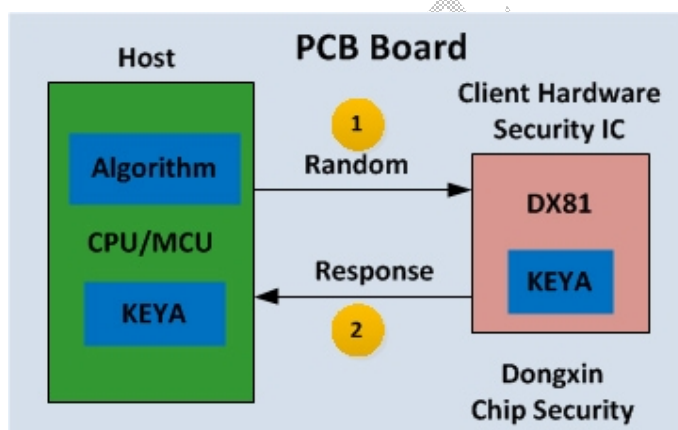 PCB Board
Host
Client Hardware
Security IC
1
Algorithm
Random
DX81
CPU/MCU
Response
KEYA
KEYA
2
Dongxin
Chip Security